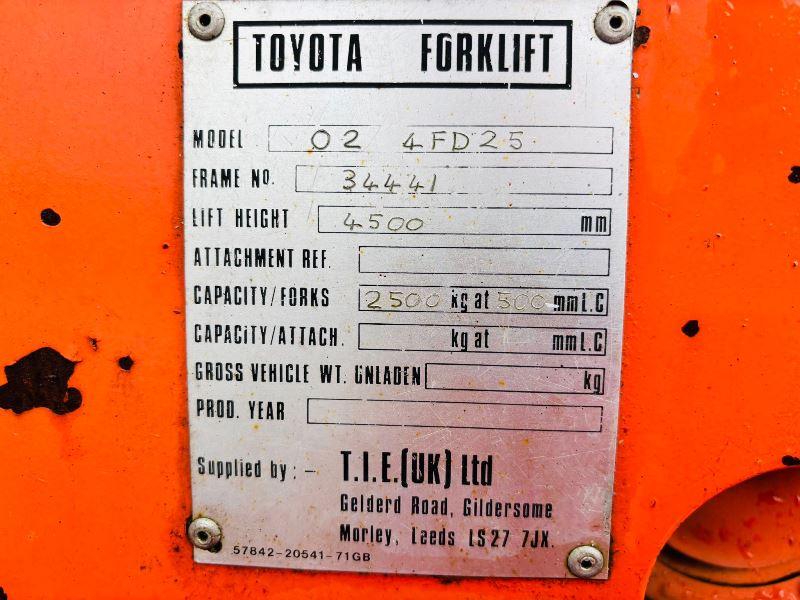 TOYOTA FORKLIFT
MODEL 02 4FD25
FRAME NO. 34441
LIFT HEIGHT 4500 mm
ATTACHMENT REF.
CAPACITY/FORKS 2500 kg at 500 mm L.C
CAPACITY/ATTACH. kg at mm L.C
GROSS VEHICLE WT. UNLADEN kg
PROD. YEAR
Supplied by :- T.I.E.(UK) Ltd
Gelderd Road, Gildersome
Morley, Leeds LS27 7JX.
57842-20541-71GB